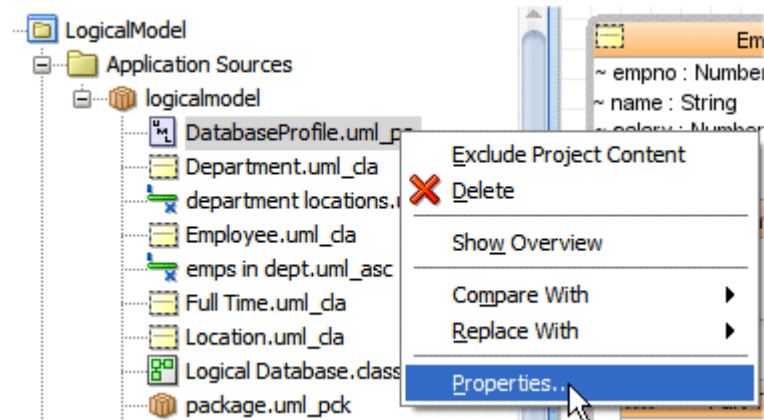 LogicalModel
Application Sources
logicalmodel
DatabaseProfile.uml_pa
Department.uml_cla
department locations.u
Employee.uml_cla
emps in dept.uml_asc
Full Time.uml_cla
Location.uml_cla
Logical Database.class
package.uml_pck
Exclude Project Content
Delete
Show Overview
Compare With
Replace With
Properties...
Em
~ empno : Number
~ name : String
~ salary : Number